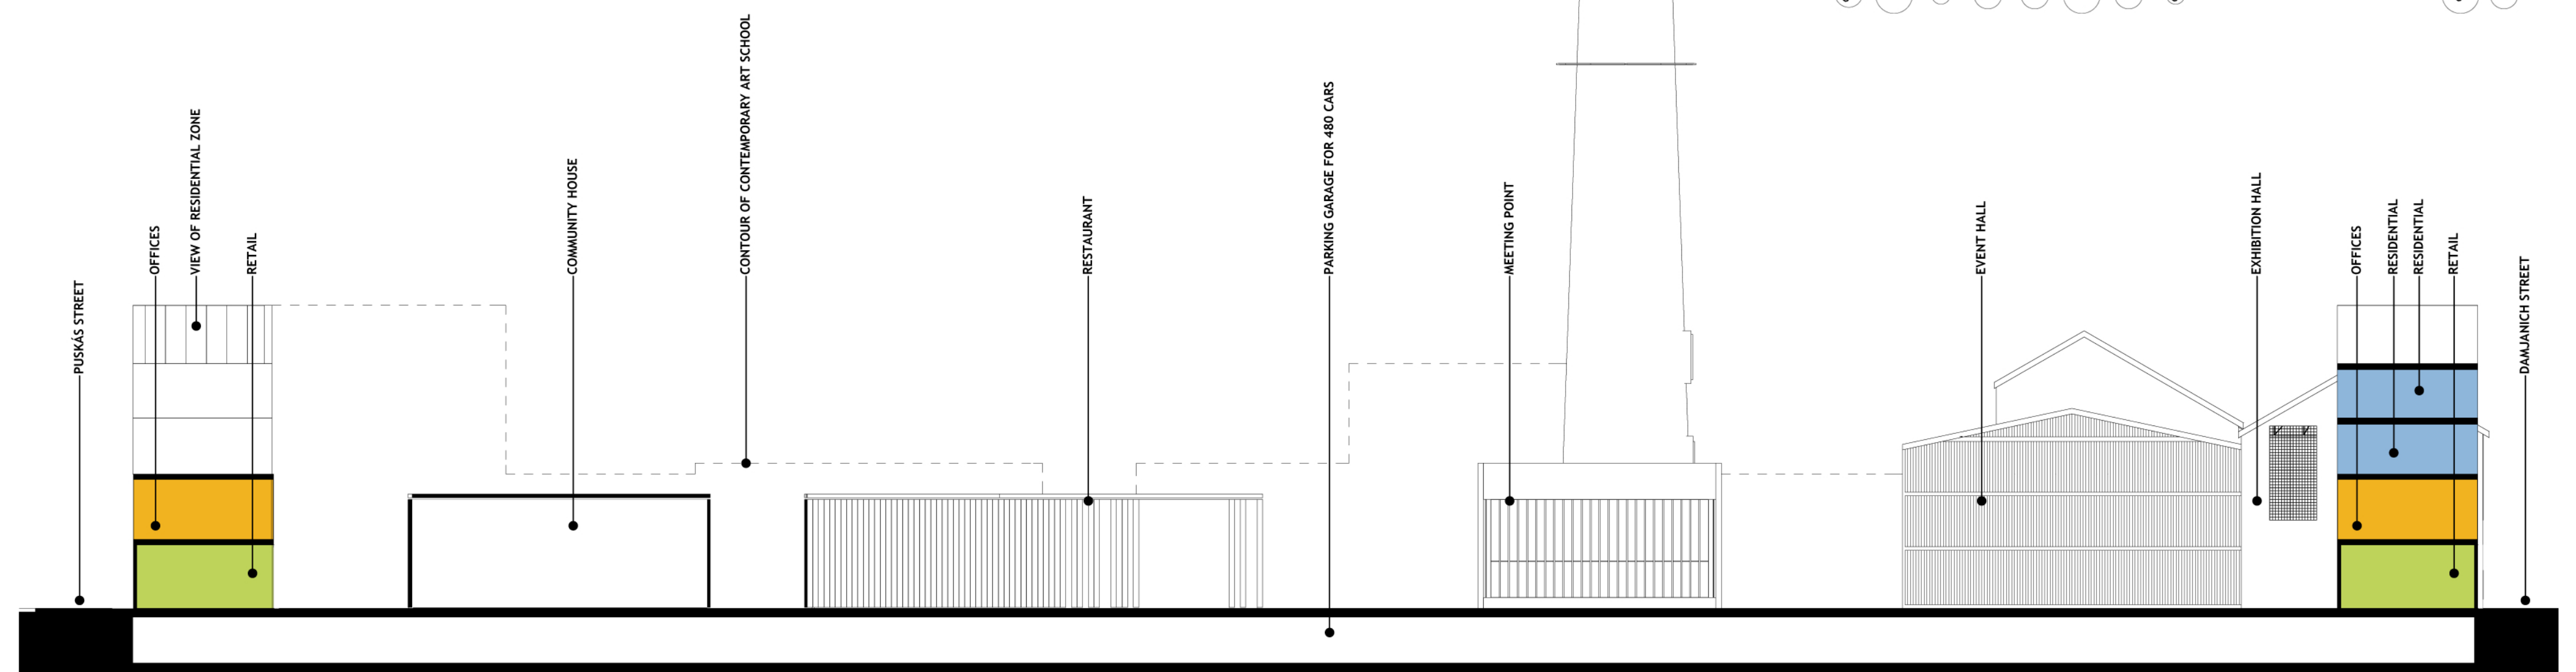 PUSKÁS STREET
OFFICES
VIEW OF RESIDENTIAL ZONE
RETAIL
COMMUNITY HOUSE
CONTOUR OF CONTEMPORARY ART SCHOOL
RESTAURANT
PARKING GARAGE FOR 480 CARS
MEETING POINT
EVENT HALL
EXHIBITION HALL
OFFICES
RESIDENTIAL
RESIDENTIAL
RETAIL
DAMJANICH STREET